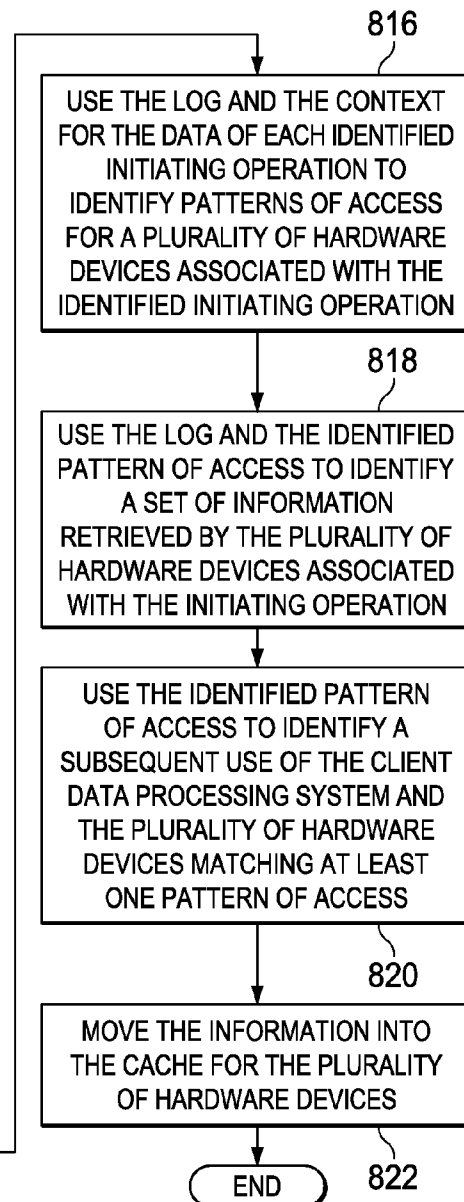 816
USE THE LOG AND THE CONTEXT
FOR THE DATA OF EACH IDENTIFIED
INITIATING OPERATION TO
IDENTIFY PATTERNS OF ACCESS
FOR A PLURALITY OF HARDWARE
DEVICES ASSOCIATED WITH THE
IDENTIFIED INITIATING OPERATION
818
USE THE LOG AND THE IDENTIFIED
PATTERN OF ACCESS TO IDENTIFY
A SET OF INFORMATION
RETRIEVED BY THE PLURALITY OF
HARDWARE DEVICES ASSOCIATED
WITH THE INITIATING OPERATION
USE THE IDENTIFIED PATTERN
OF ACCESS TO IDENTIFY A
SUBSEQUENT USE OF THE CLIENT
DATA PROCESSING SYSTEM AND
THE PLURALITY OF HARDWARE
DEVICES MATCHING AT LEAST
ONE PATTERN OF ACCESS
820
MOVE THE INFORMATION INTO
THE CACHE FOR THE PLURALITY
OF HARDWARE DEVICES
822
END